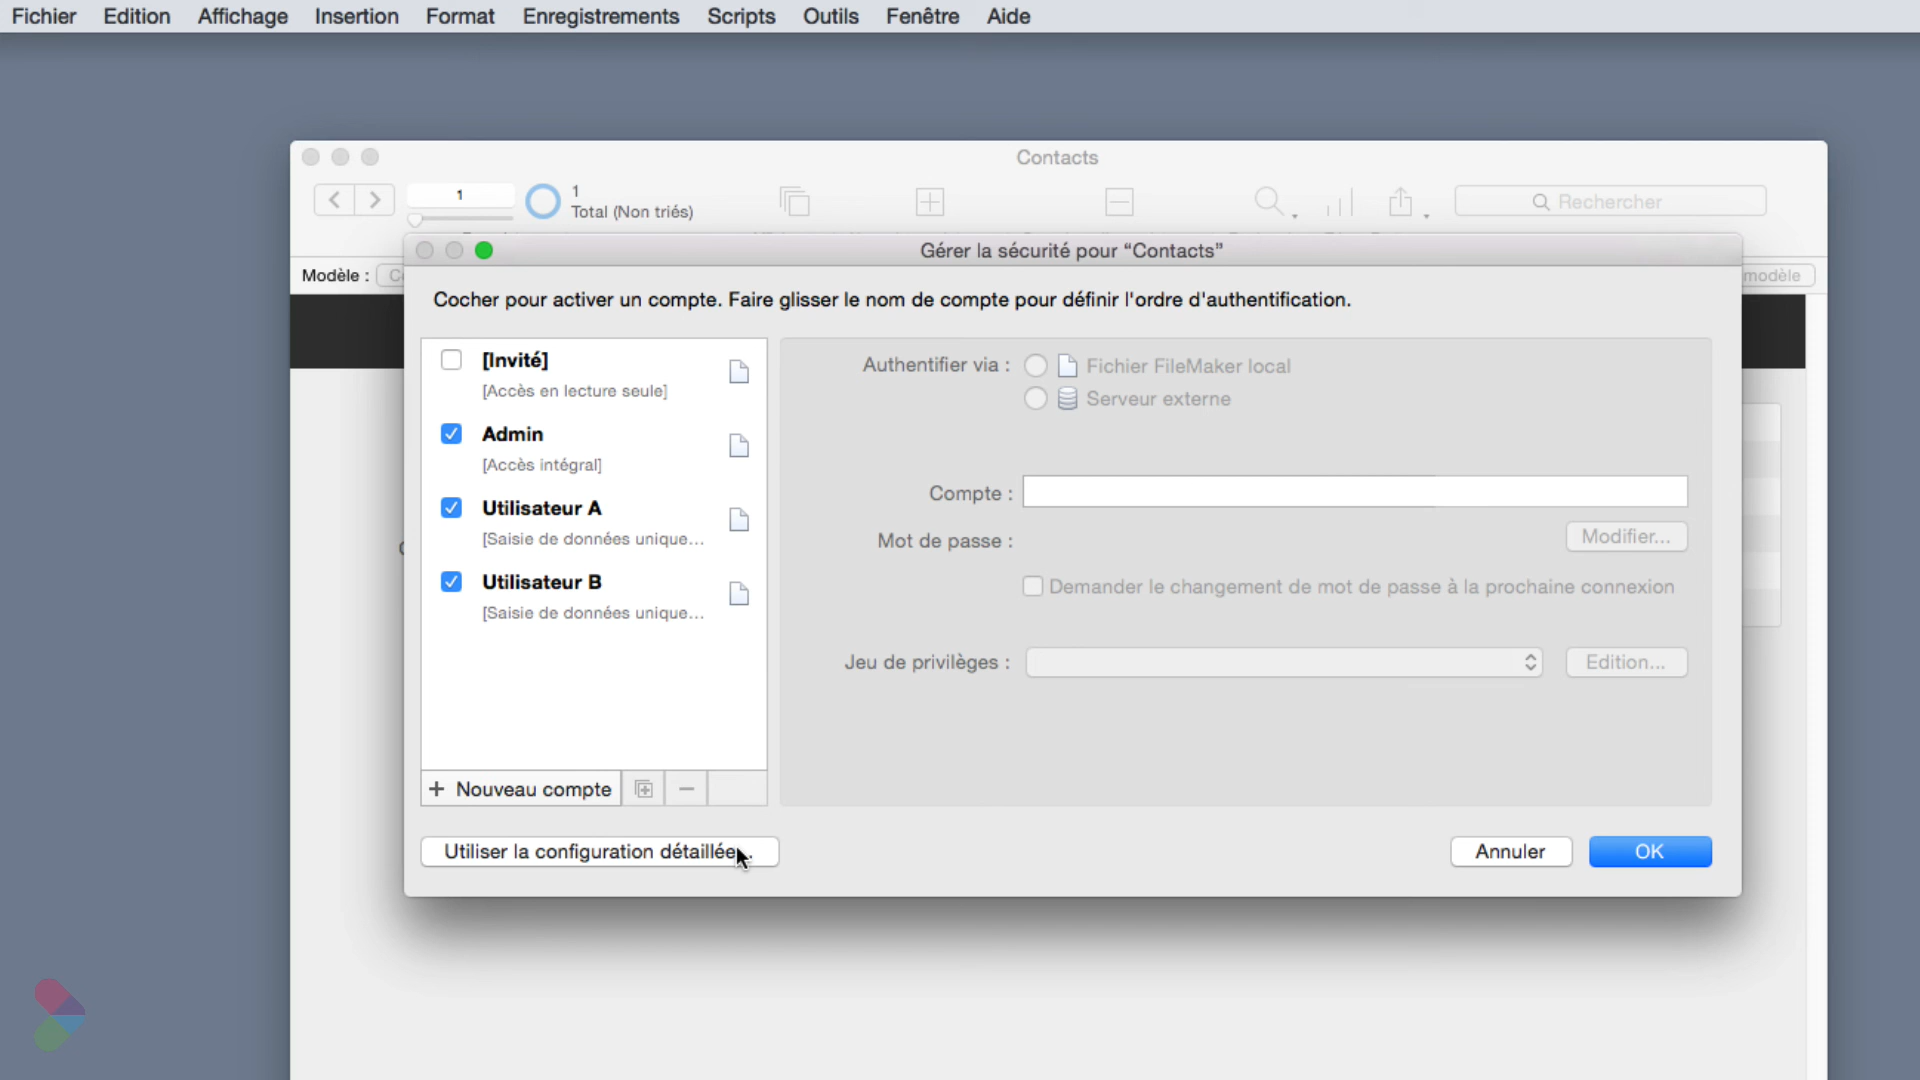 Fichier Edition Affichage Insertion Format Enregistrements Scripts Outils Fenêtre Aide
Contacts
1
1
Total (Non triés)
Rechercher
Modèle :
modèle
Gérer la sécurité pour “Contacts”
Cocher pour activer un compte. Faire glisser le nom de compte pour définir l'ordre d'authentification.
[Invité]
[Accès en lecture seule]
Admin
[Accès intégral]
Utilisateur A
[Saisie de données unique...
Utilisateur B
[Saisie de données unique...
+ Nouveau compte
Authentifier via :
Fichier FileMaker local
Serveur externe
Compte :
Mot de passe :
Modifier...
Demander le changement de mot de passe à la prochaine connexion
Jeu de privilèges :
Edition...
Utiliser la configuration détaillée
Annuler
OK